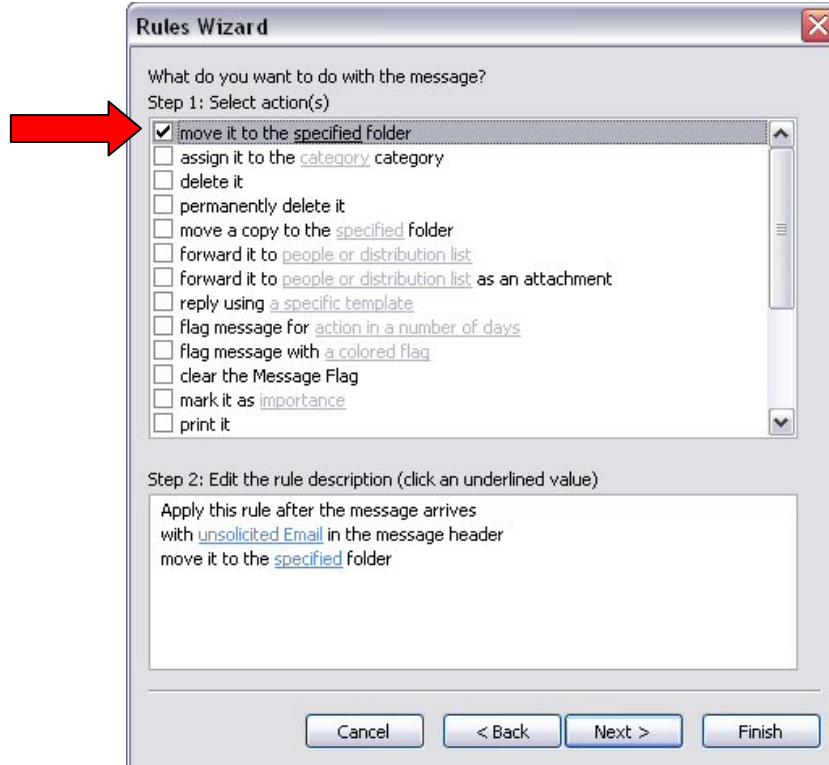 Rules Wizard
What do you want to do with the message?
Step 1: Select action(s)
move it to the specified folder
assign it to the category category
delete it
permanently delete it
move a copy to the specified folder
forward it to people or distribution list
forward it to people or distribution list as an attachment
reply using a specific template
flag message for action in a number of days
flag message with a colored flag
clear the Message Flag
mark it as importance
print it
Step 2: Edit the rule description (click an underlined value)
Apply this rule after the message arrives
with unsolicited Email in the message header
move it to the specified folder
Cancel < Back Next > Finish